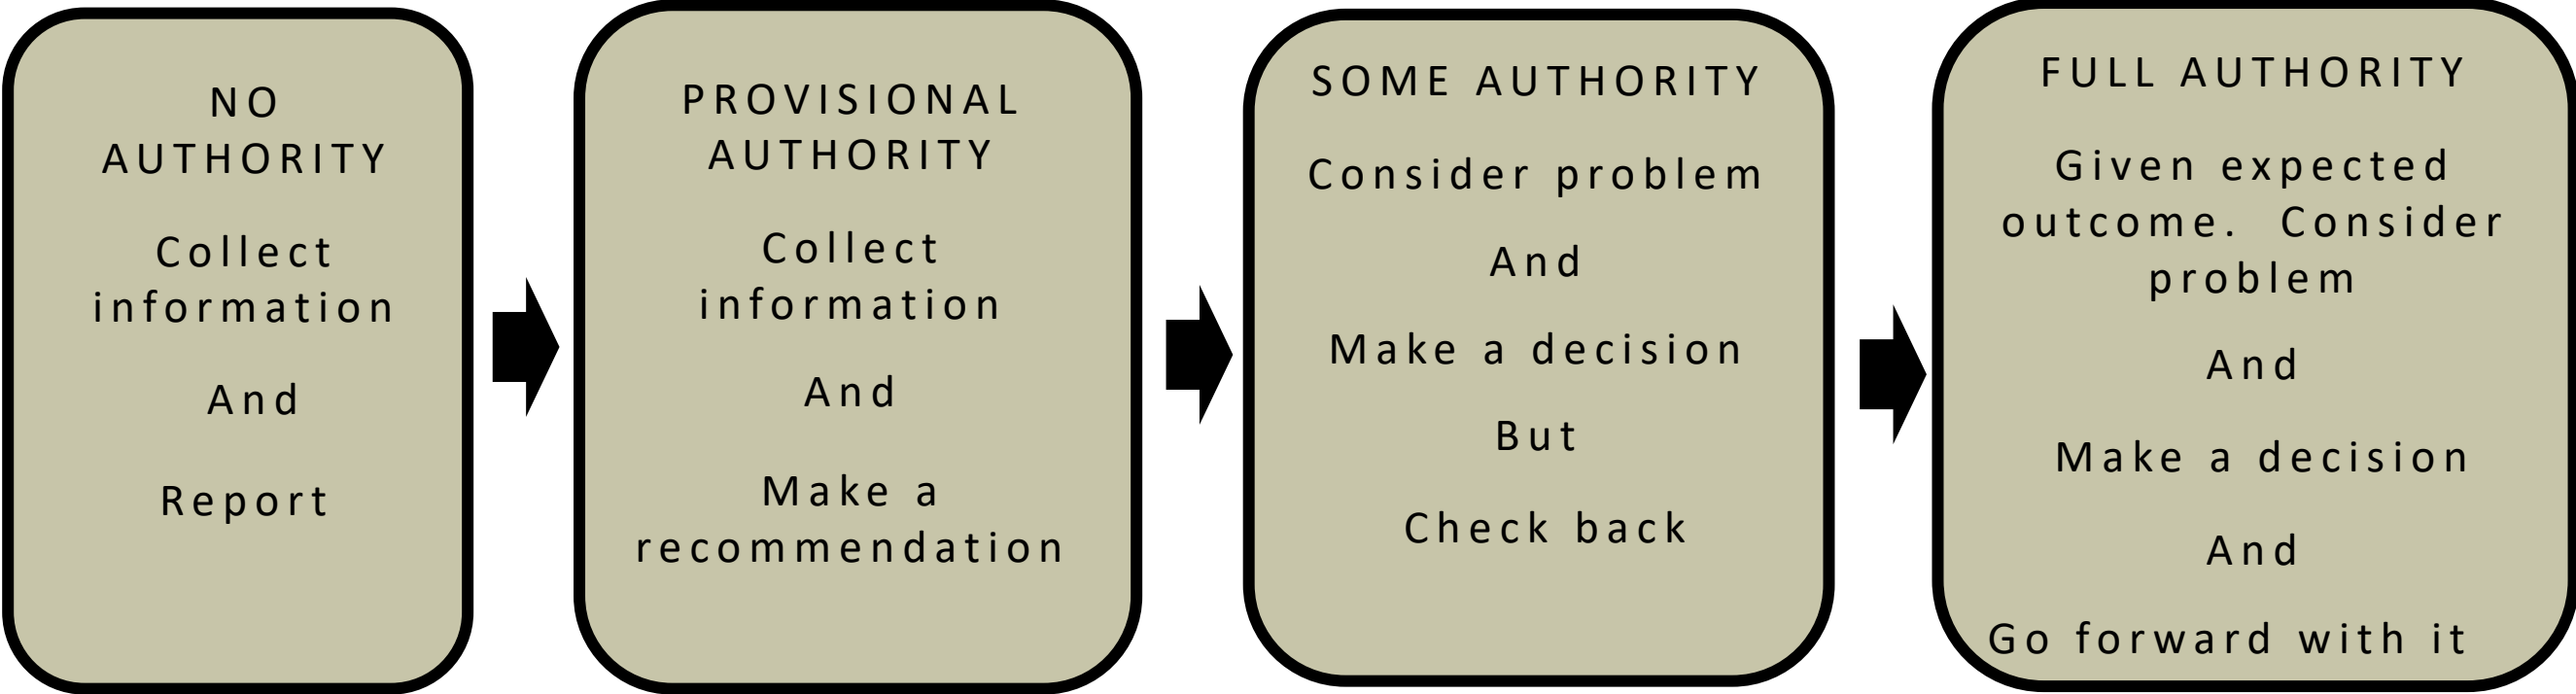 NO
AUTHORITY
Collect
information
And
Report
PROVISIONAL
AUTHORITY
Collect
information
And
Make a
recommendation
SOME AUTHORITY
Consider problem
And
Make a decision
But
Check back
FULL AUTHORITY
Given expected
outcome.  Consider
problem
And
Make a decision
And
Go forward with it